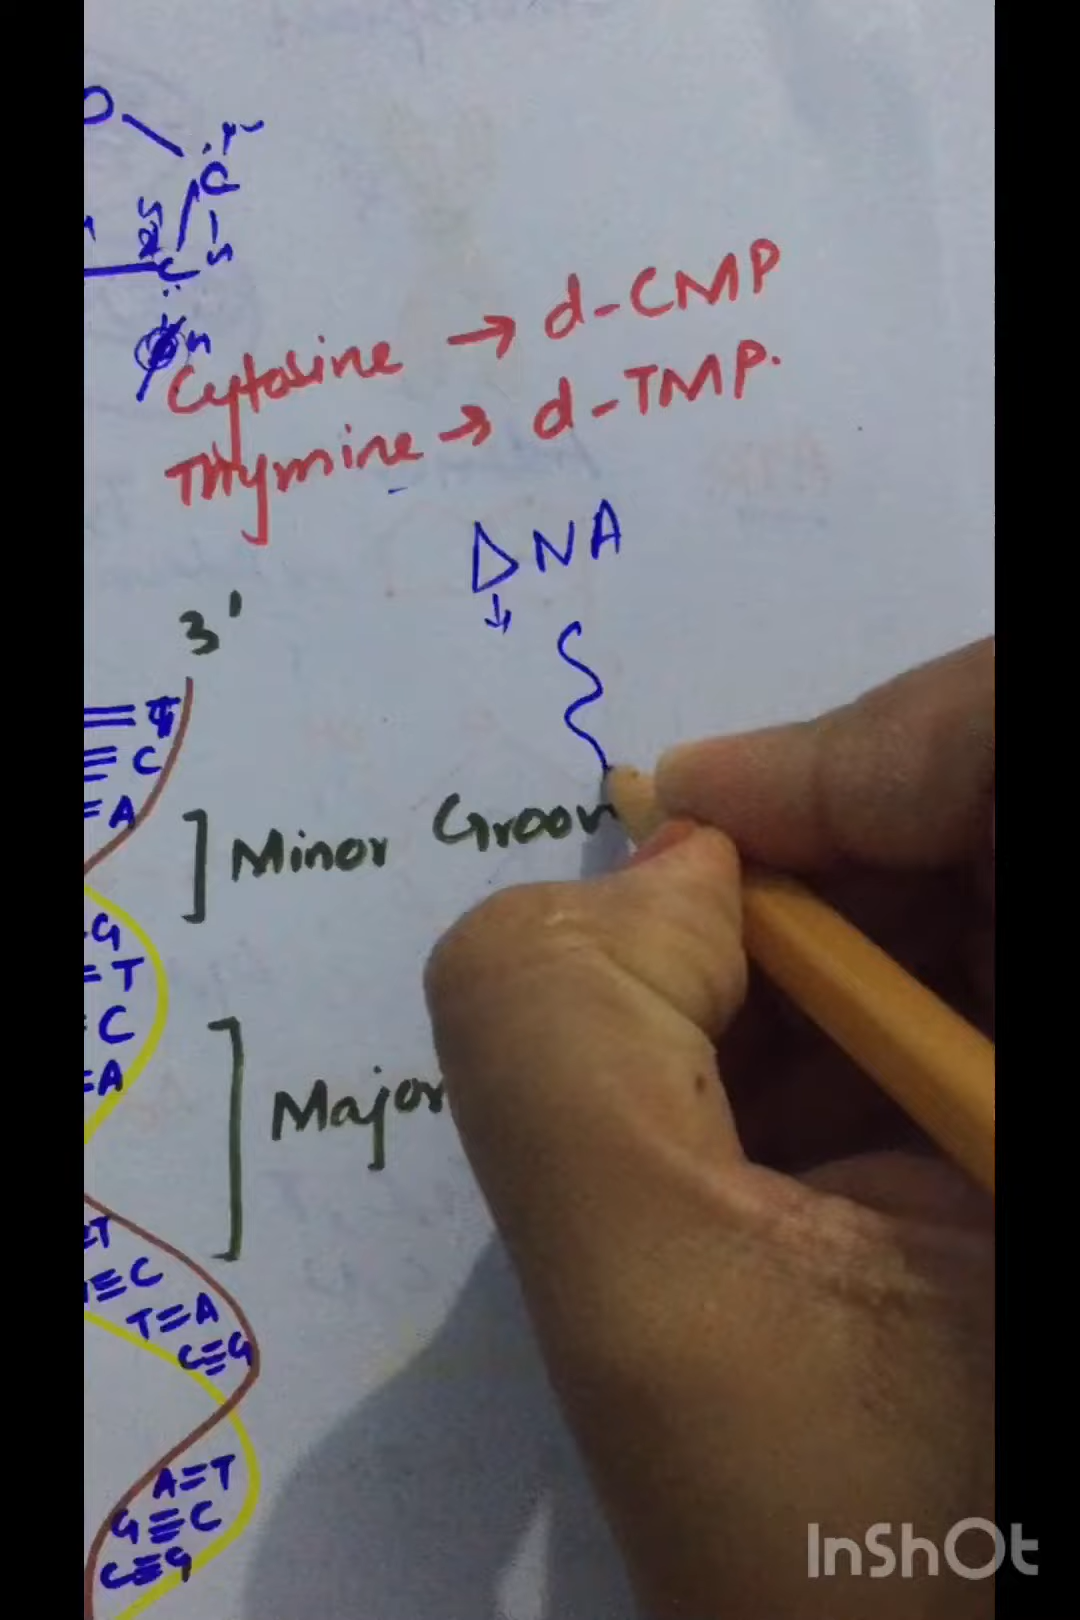 O
C
H
H
C
H
Cytosine → d-CMP
Thymine → d-TMP.
DNA
3'
≡ C
= A
] Minor Groov
G
= T
C
= A
] Major
=T
≡ C
T = A
C ≡ G
A = T
G ≡ C
C ≡ G
InShOt